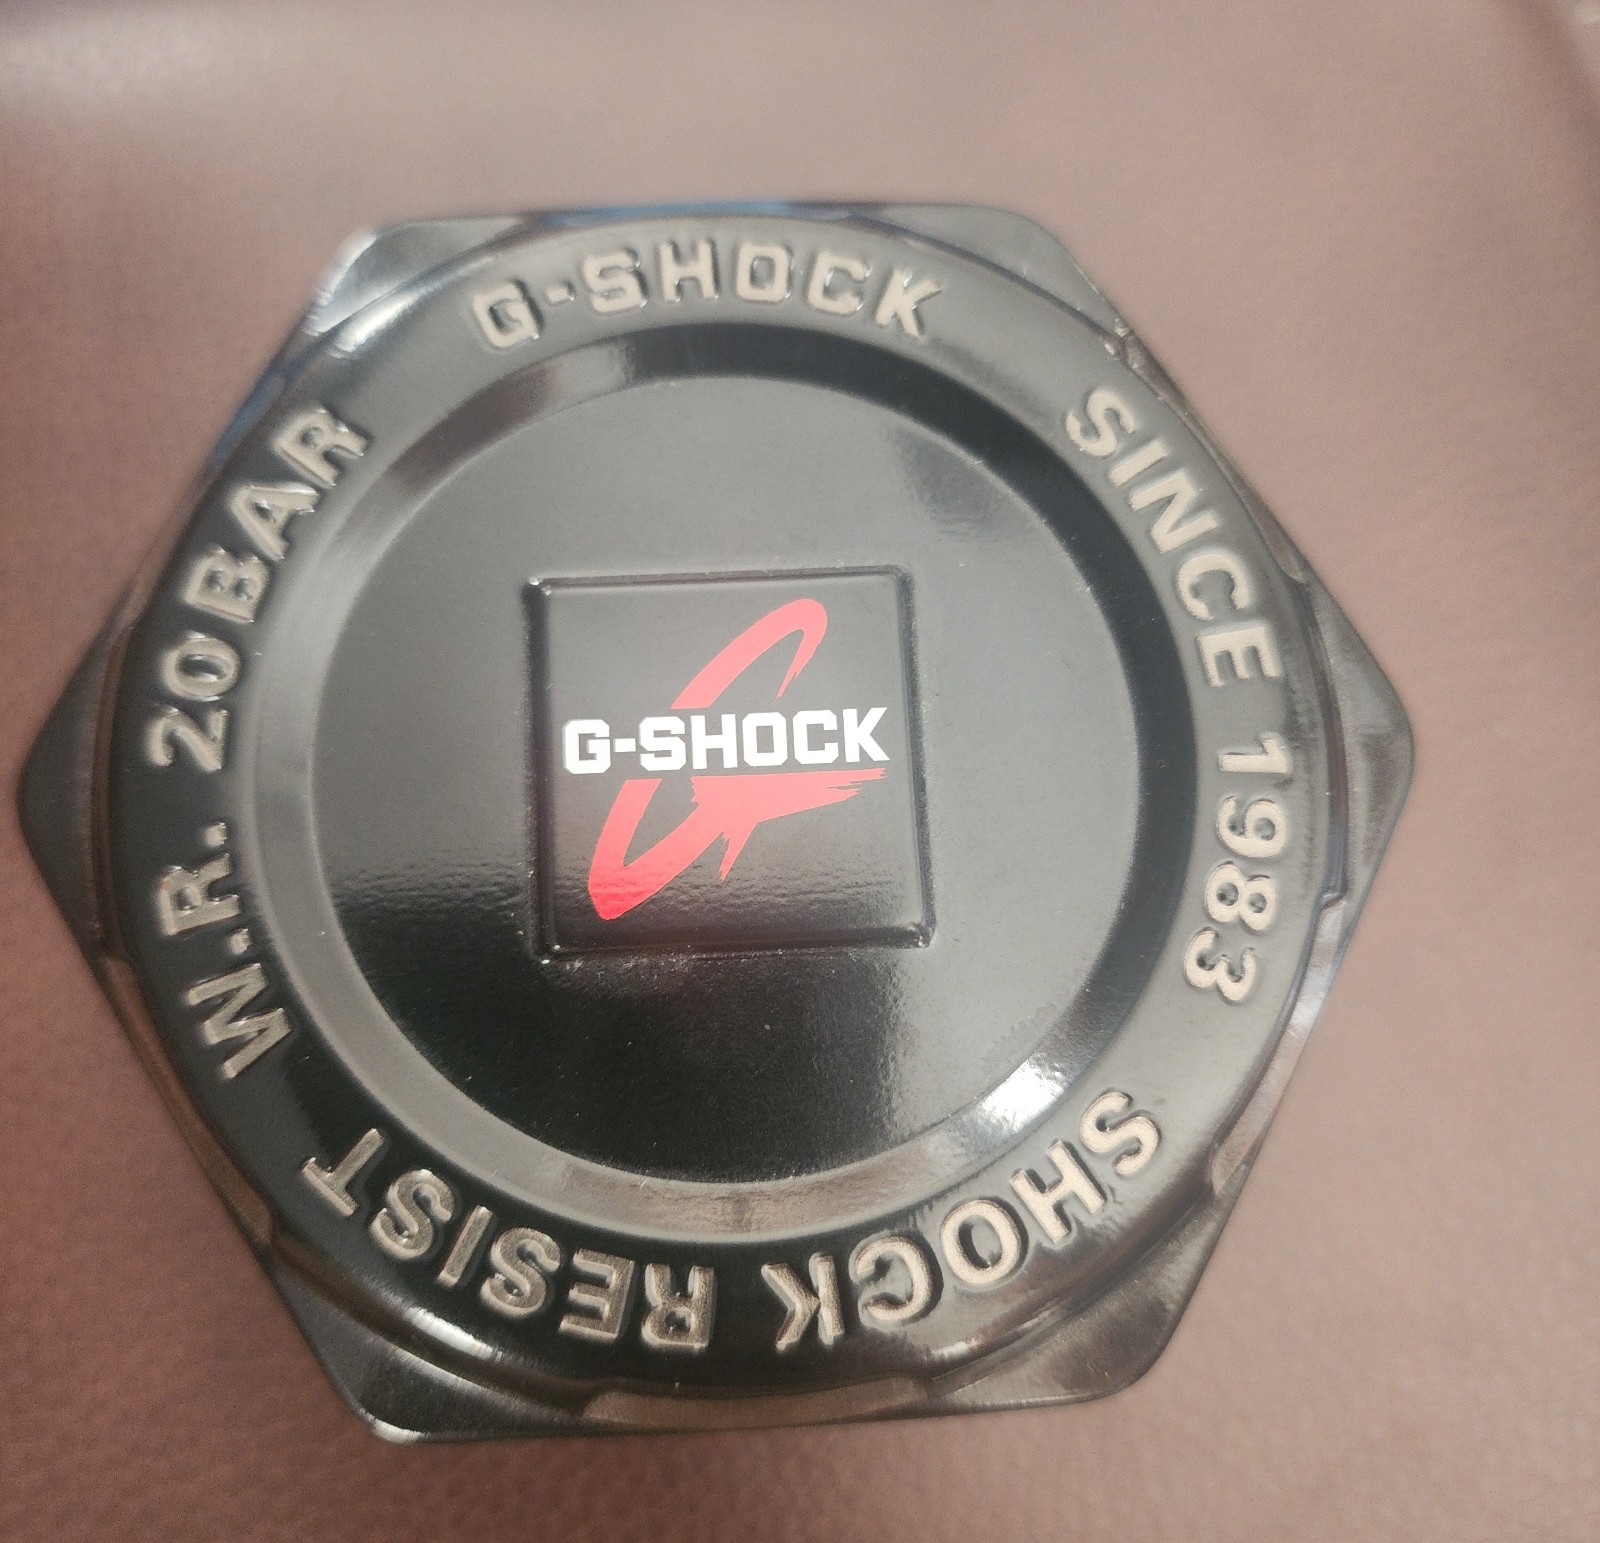 G-SHOCK
SINCE 1983
SHOCK RESIST
W.R. 20BAR
G-SHOCK